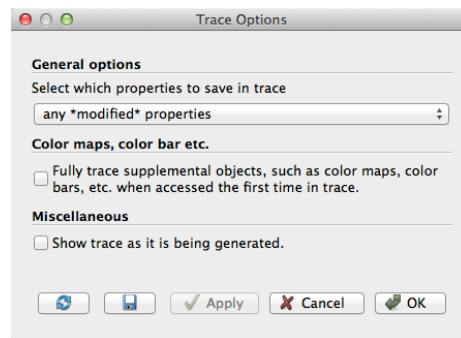 Trace Options
General options
Select which properties to save in trace
any *modified* properties
Color maps, color bar etc.
Fully trace supplemental objects, such as color maps, color
bars, etc. when accessed the first time in trace.
Miscellaneous
Show trace as it is being generated.
Apply Cancel OK